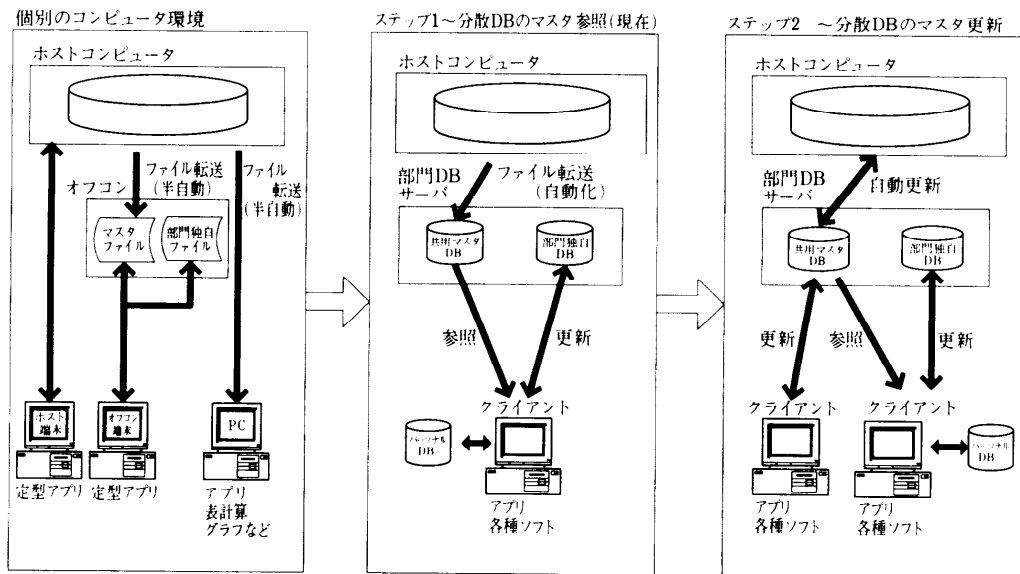 個別のコンピュータ環境
ホストコンピュータ
ファイル転送
(半自動)
ファイル
転送
(半自動)
オフコン
マスタ
ファイル
部門独自
ファイル
ホスト
端末
オフコン
端末
PC
定型アプリ
定型アプリ
アプリ
表計算
グラフなど
ステップ1～分散DBのマスタ参照(現在)
ホストコンピュータ
部門DB
サーバ
ファイル転送
(自動化)
共用マスタ
DB
部門独自
DB
参照
更新
クライアント
パーソナル
DB
アプリ
各種ソフト
ステップ2 ～分散DBのマスタ更新
ホストコンピュータ
部門DB
サーバ
自動更新
共用マスタ
DB
部門独自
DB
更新
参照
更新
クライアント
クライアント
パーソナル
DB
アプリ
各種ソフト
アプリ
各種ソフト